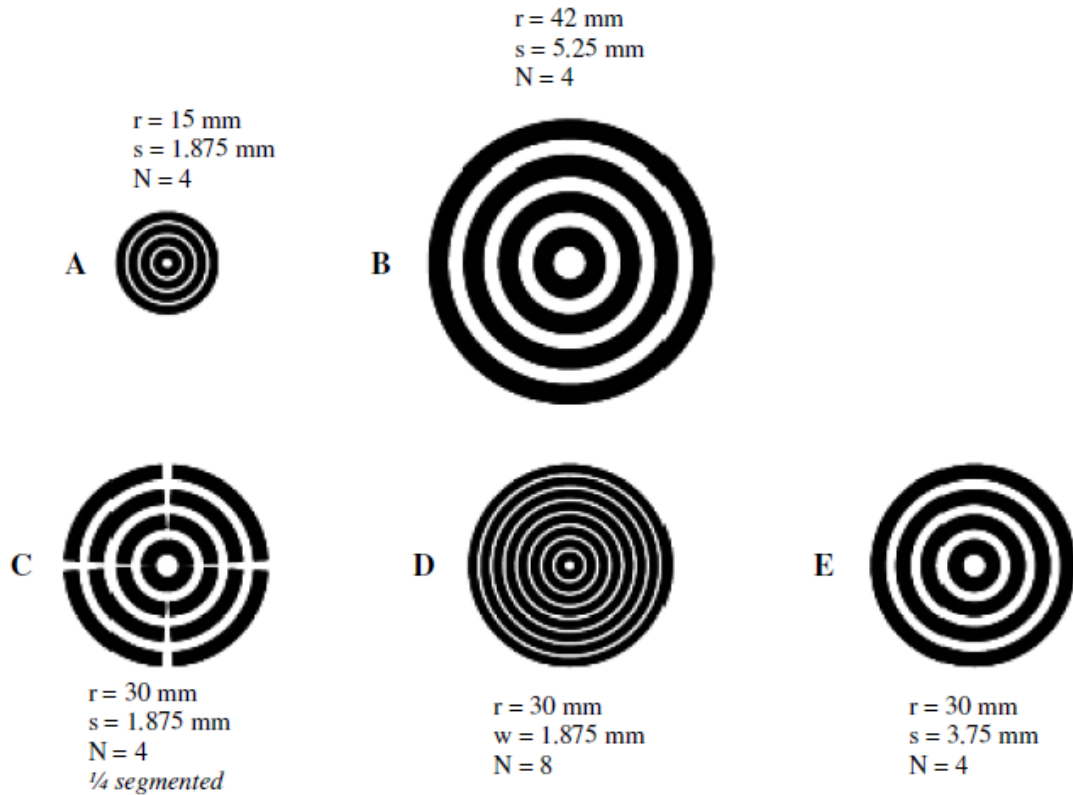 r = 42 mm
s = 5.25 mm
N = 4
r = 15 mm
s = 1.875 mm
N = 4
A
B
C
D
E
r = 30 mm
s = 1.875 mm
N = 4
¼ segmented
r = 30 mm
w = 1.875 mm
N = 8
r = 30 mm
s = 3.75 mm
N = 4